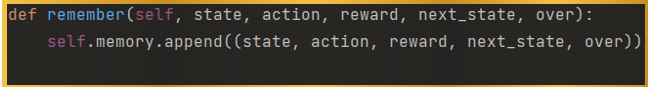 def remember(self, state, action, reward, next_state, over):
    self.memory.append((state, action, reward, next_state, over))